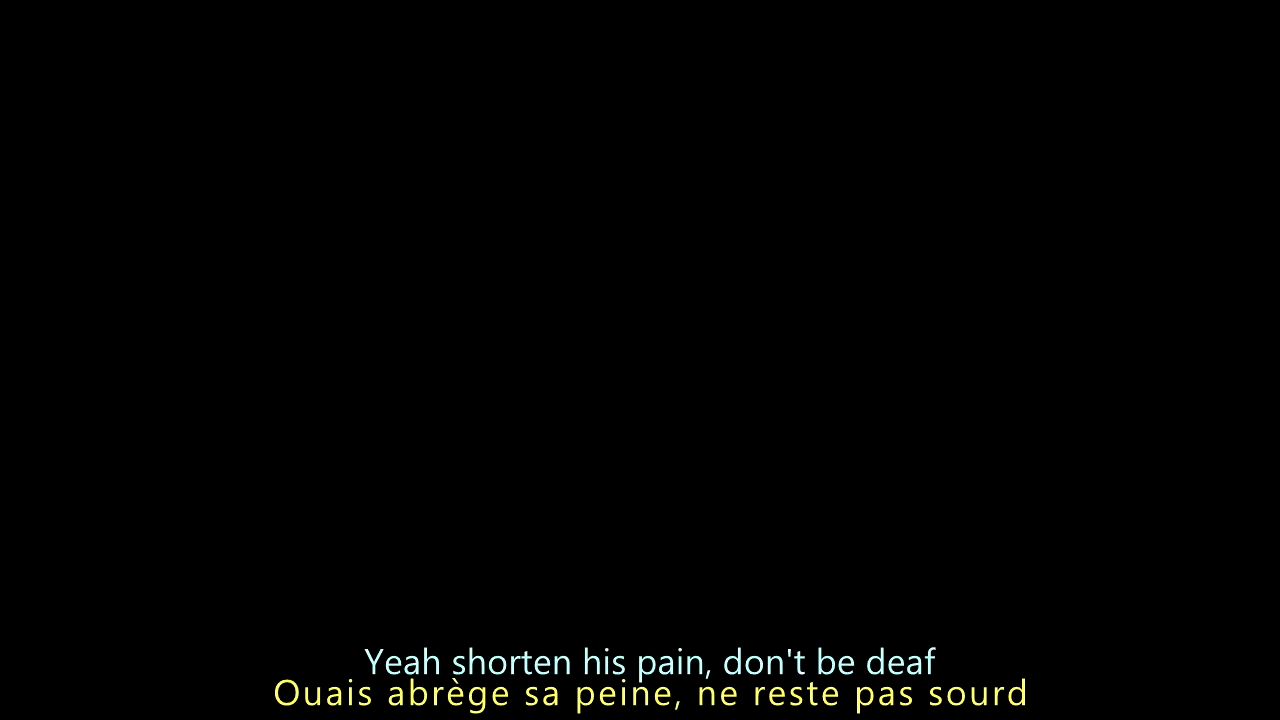 Yeah shorten his pain, don't be deaf
Ouais abrège sa peine, ne reste pas sourd